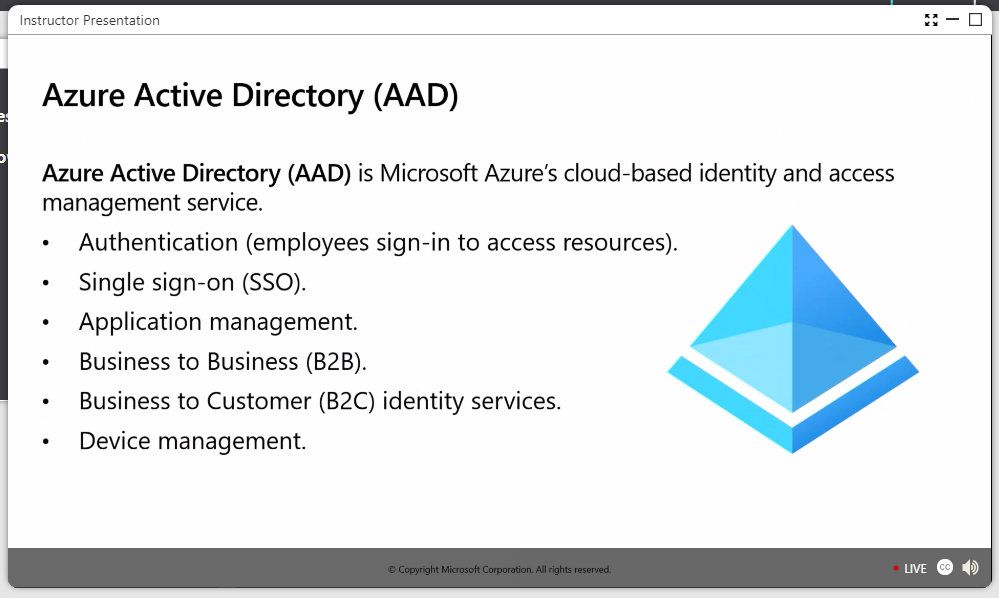 Instructor Presentation
Azure Active Directory (AAD)
Azure Active Directory (AAD) is Microsoft Azure’s cloud-based identity and access
management service.
• Authentication (employees sign-in to access resources).
• Single sign-on (SSO).
• Application management.
• Business to Business (B2B).
• Business to Customer (B2C) identity services.
• Device management.
© Copyright Microsoft Corporation. All rights reserved.
LIVE
CC